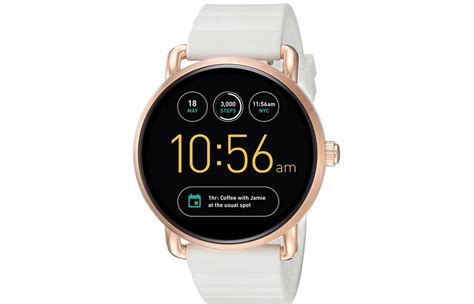 18
MAY
3,000
STEPS
11:56am
NYC
10:56am
1hr: Coffee with Jamie
at the usual spot